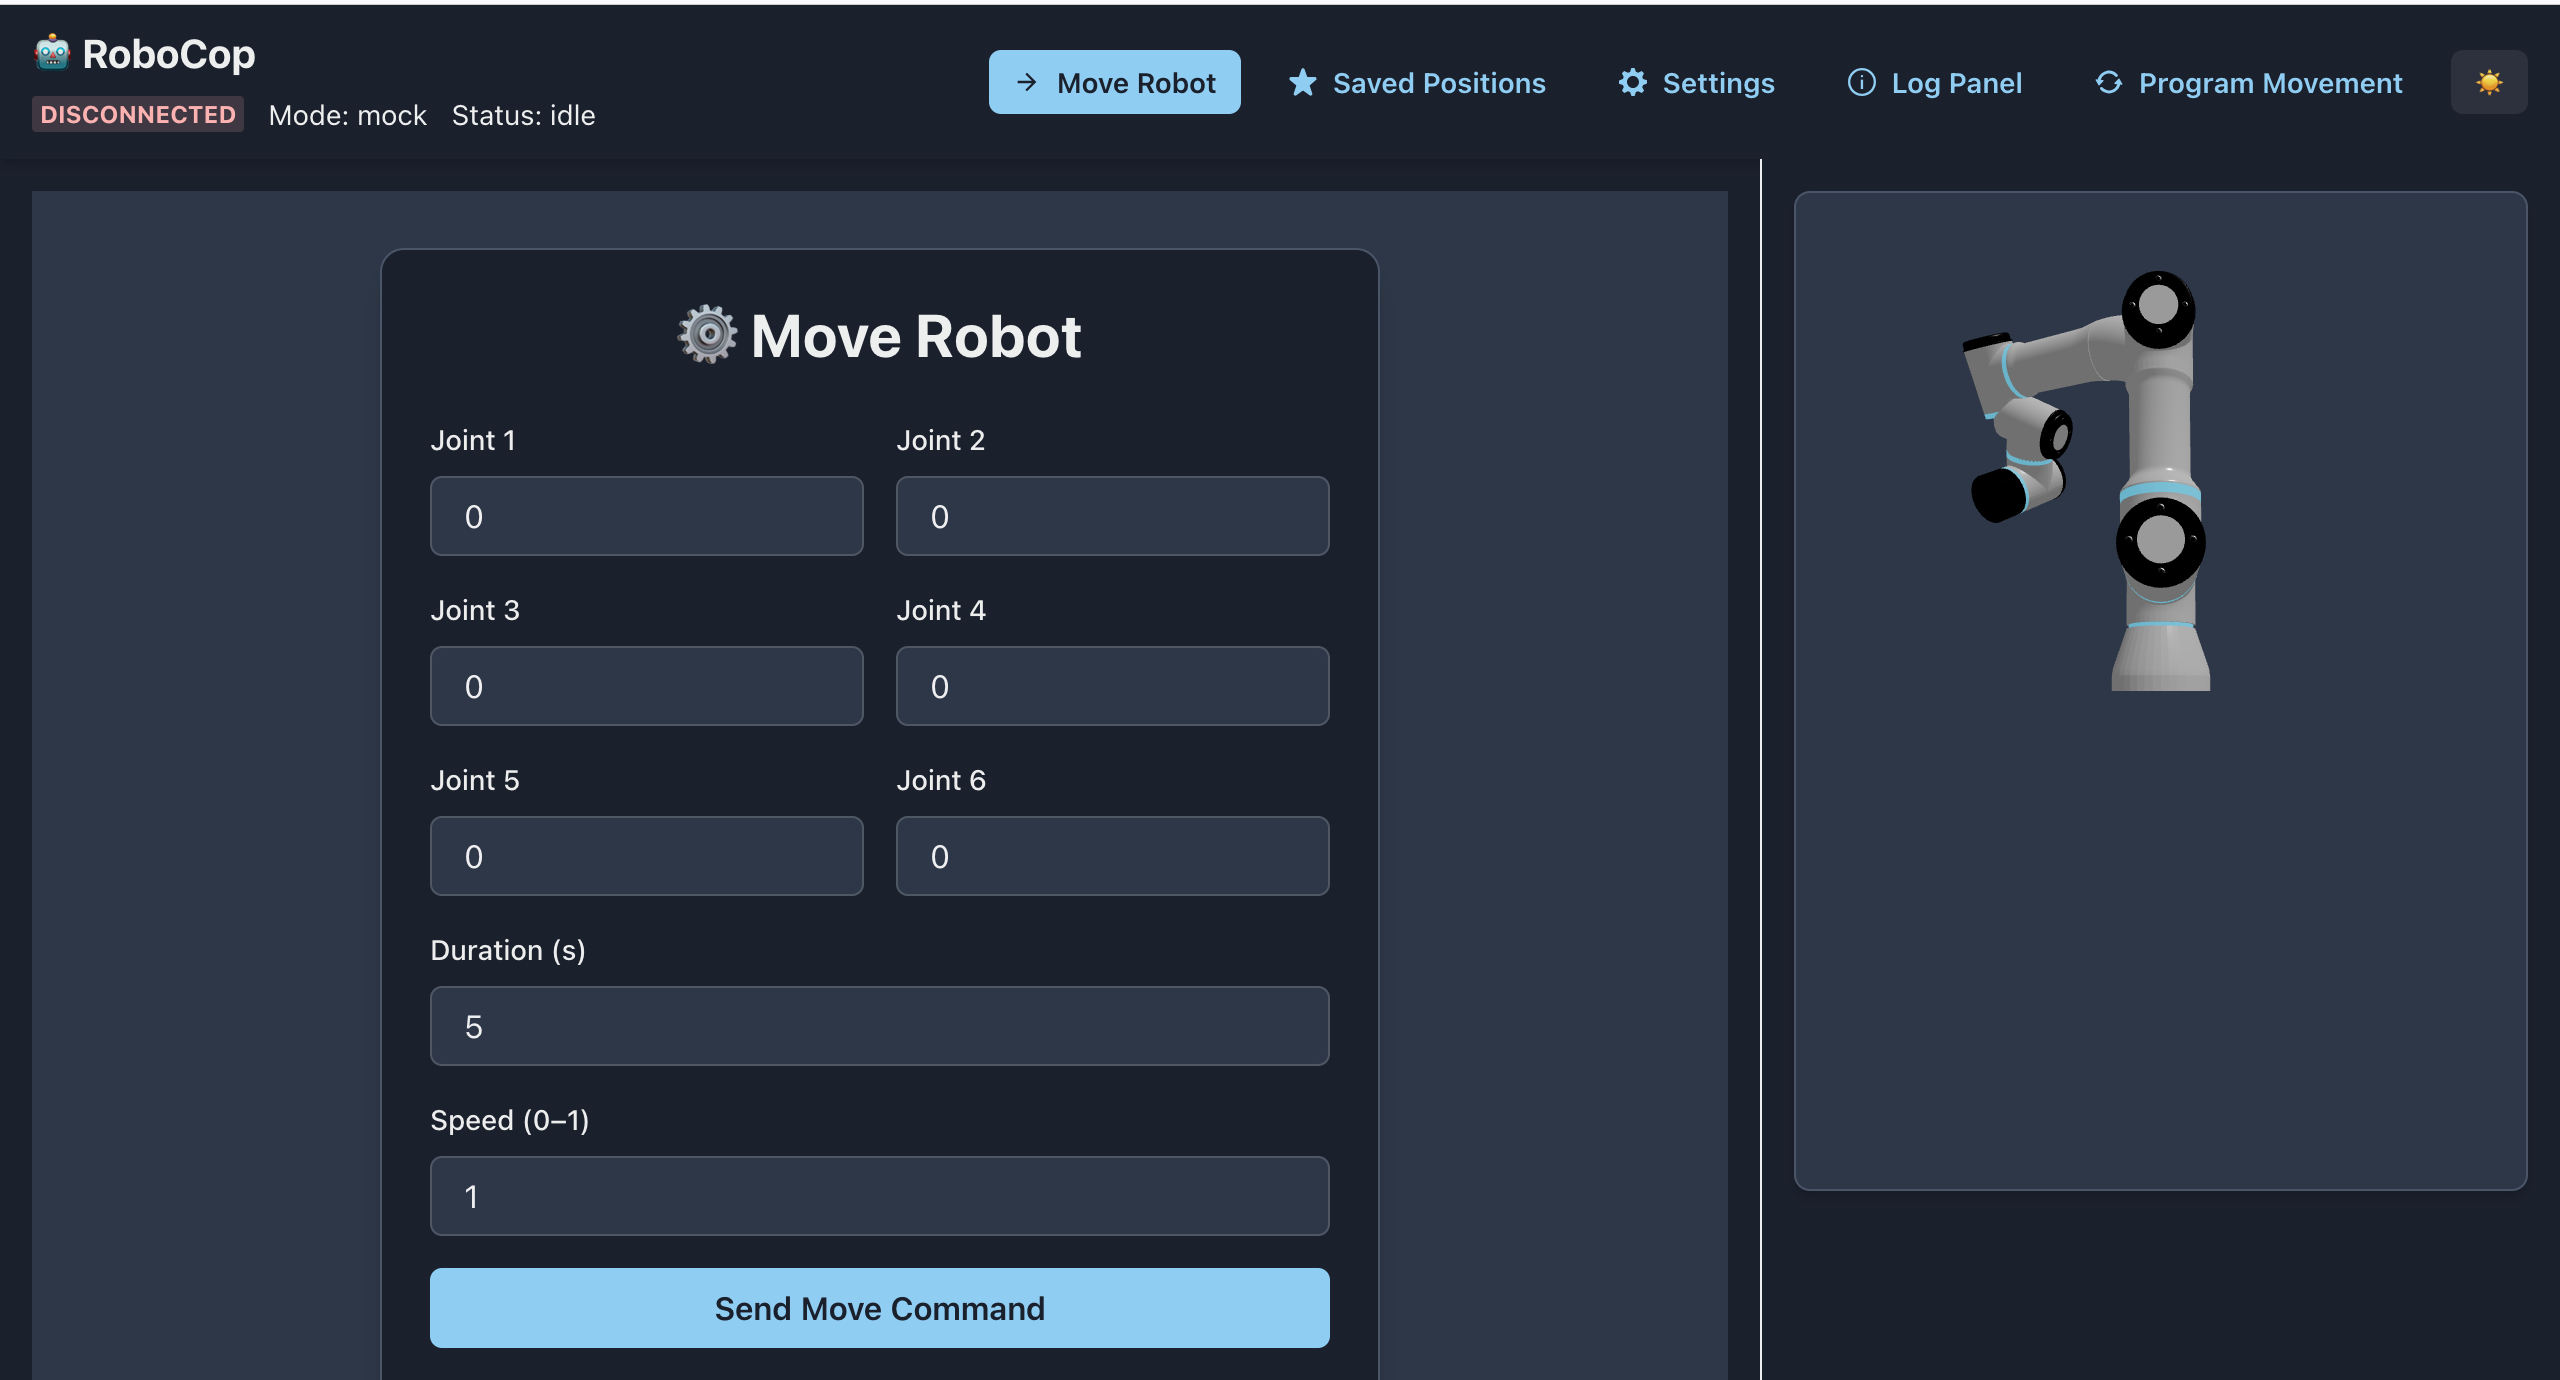 RoboCop
DISCONNECTED Mode: mock Status: idle
Move Robot Saved Positions Settings Log Panel Program Movement
Move Robot
Joint 1 Joint 2
0 0
Joint 3 Joint 4
0 0
Joint 5 Joint 6
0 0
Duration (s)
5
Speed (0–1)
1
Send Move Command